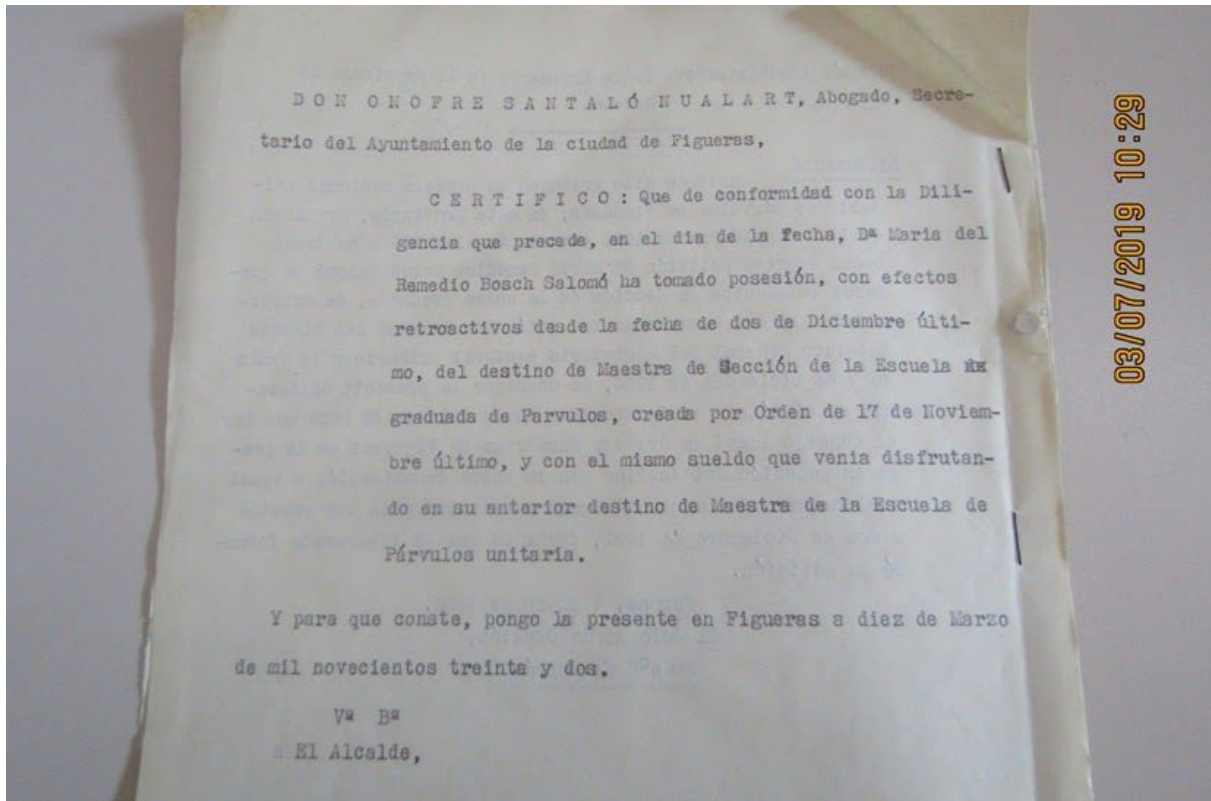 DON ONOFRE SANTALÓ NUALART, Abogado, Secre-
tario del Ayuntamiento de la ciudad de Figueras,
CERTIFICO: Que de conformidad con la Dili-
gencia que precede, en el dia de la fecha, Dª Maria del
Remedio Bosch Salomó ha tomado posesión, con efectos
retroactivos desde la fecha de dos de Diciembre últi-
mo, del destino de Maestra de Sección de la Escuela
graduada de Parvulos, creada por Orden de 17 de Noviem-
bre último, y con el mismo sueldo que venia disfrutan-
do en su anterior destino de Maestra de la Escuela de
Párvulos unitaria.
Y para que conste, pongo la presente en Figueras a diez de Marzo
de mil novecientos treinta y dos.
Vº Bº
El Alcalde,
03/07/2019 10:29